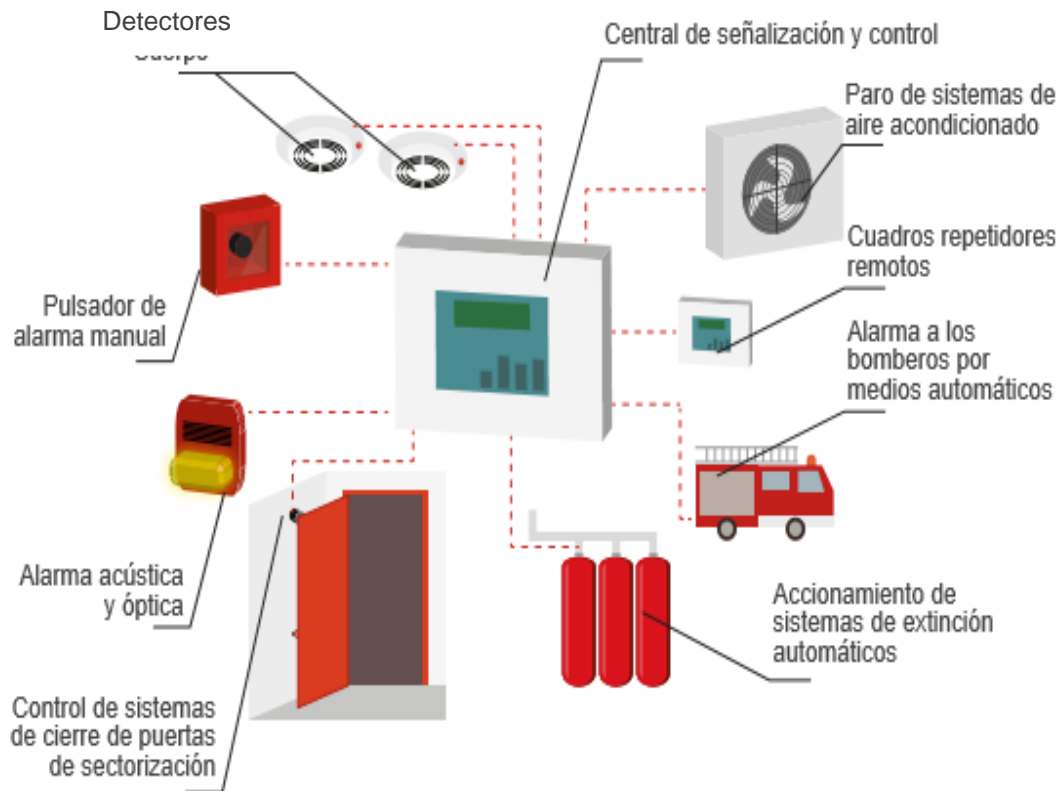 Detectores
Central de señalización y control
Paro de sistemas de
aire acondicionado
Cuadros repetidores
remotos
Pulsador de
alarma manual
Alarma a los
bomberos por
medios automáticos
Alarma acústica
y óptica
Accionamiento de
sistemas de extinción
automáticos
Control de sistemas
de cierre de puertas
de sectorización